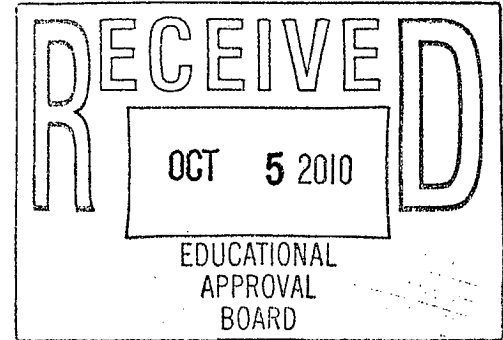 RECEIVED
OCT 5 2010
EDUCATIONAL
APPROVAL
BOARD